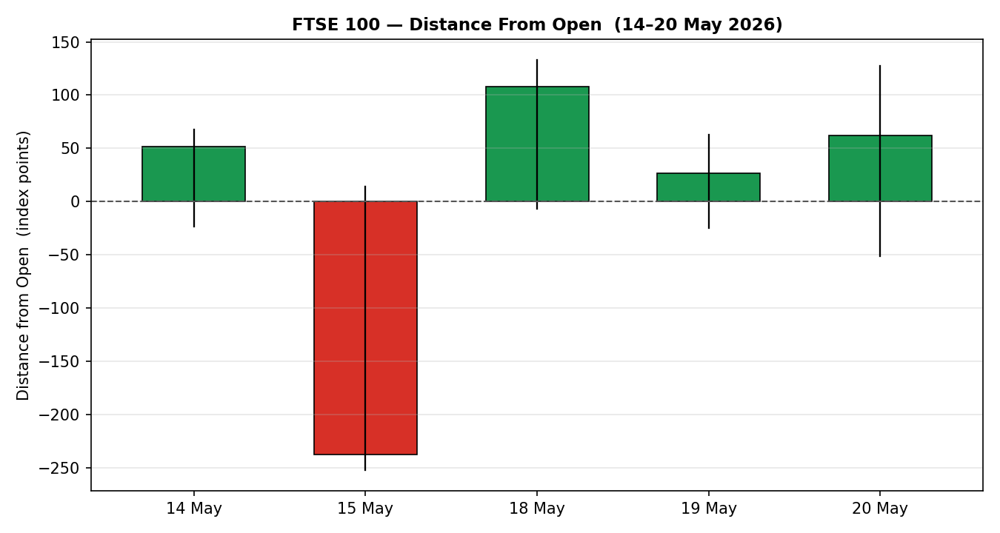 FTSE 100 — Distance From Open (14–20 May 2026)
Distance from Open (index points)
150
100
50
0
−50
−100
−150
−200
−250
14 May
15 May
18 May
19 May
20 May